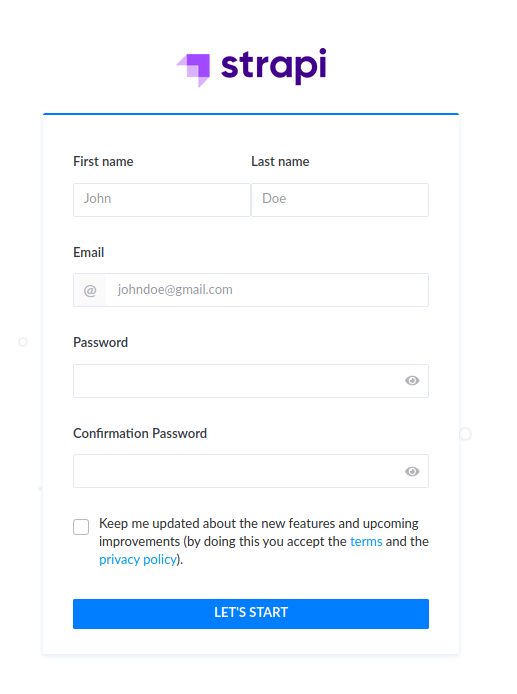 strapi
First name Last name
John Doe
Email
@ johndoe@gmail.com
Password
Confirmation Password
Keep me updated about the new features and upcoming
improvements (by doing this you accept the terms and the
privacy policy).
LET'S START